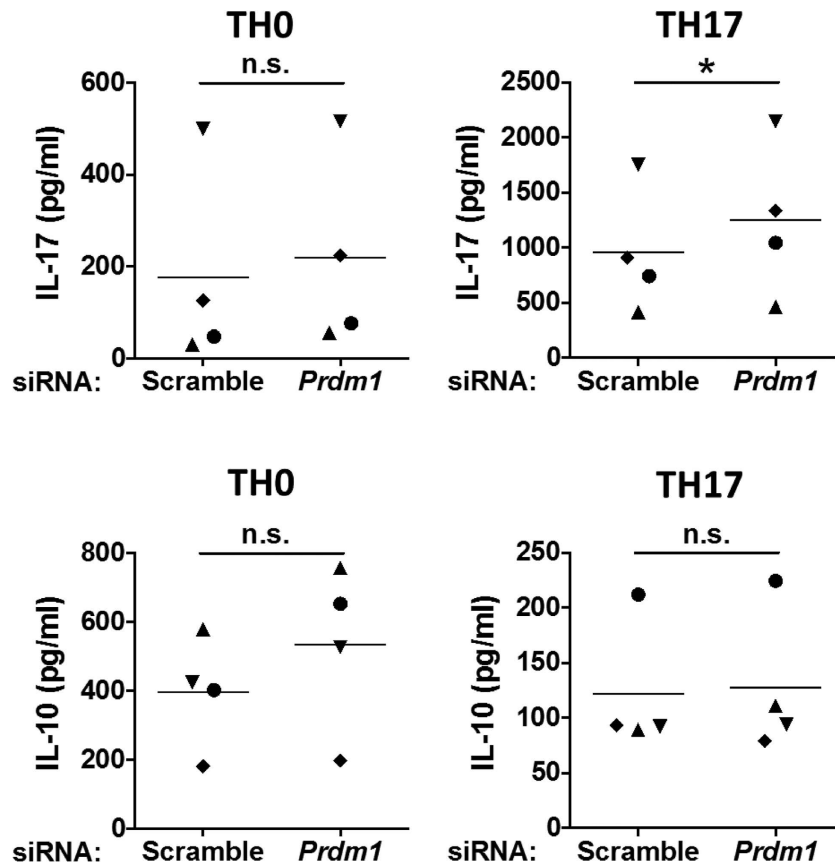 TH0
n.s.
IL-17 (pg/ml)
600
400
200
0
siRNA: Scramble Prdm1
TH17
*
IL-17 (pg/ml)
2500
2000
1500
1000
500
0
siRNA: Scramble Prdm1
TH0
n.s.
IL-10 (pg/ml)
800
600
400
200
0
siRNA: Scramble Prdm1
TH17
n.s.
IL-10 (pg/ml)
250
200
150
100
50
0
siRNA: Scramble Prdm1